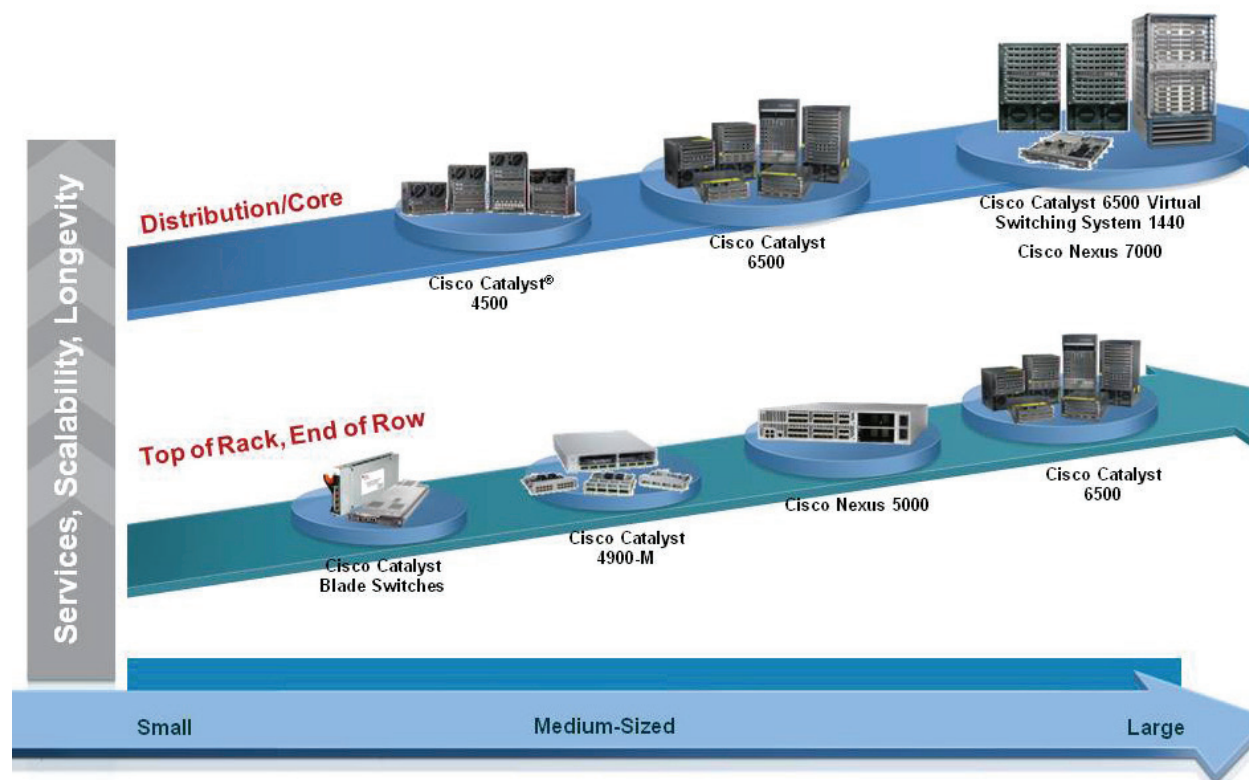 Services, Scalability, Longevity
Distribution/Core
Cisco Catalyst®
4500
Cisco Catalyst
6500
Cisco Catalyst 6500 Virtual
Switching System 1440
Cisco Nexus 7000
Top of Rack, End of Row
Cisco Catalyst
Blade Switches
Cisco Catalyst
4900-M
Cisco Nexus 5000
Cisco Catalyst
6500
Small
Medium-Sized
Large